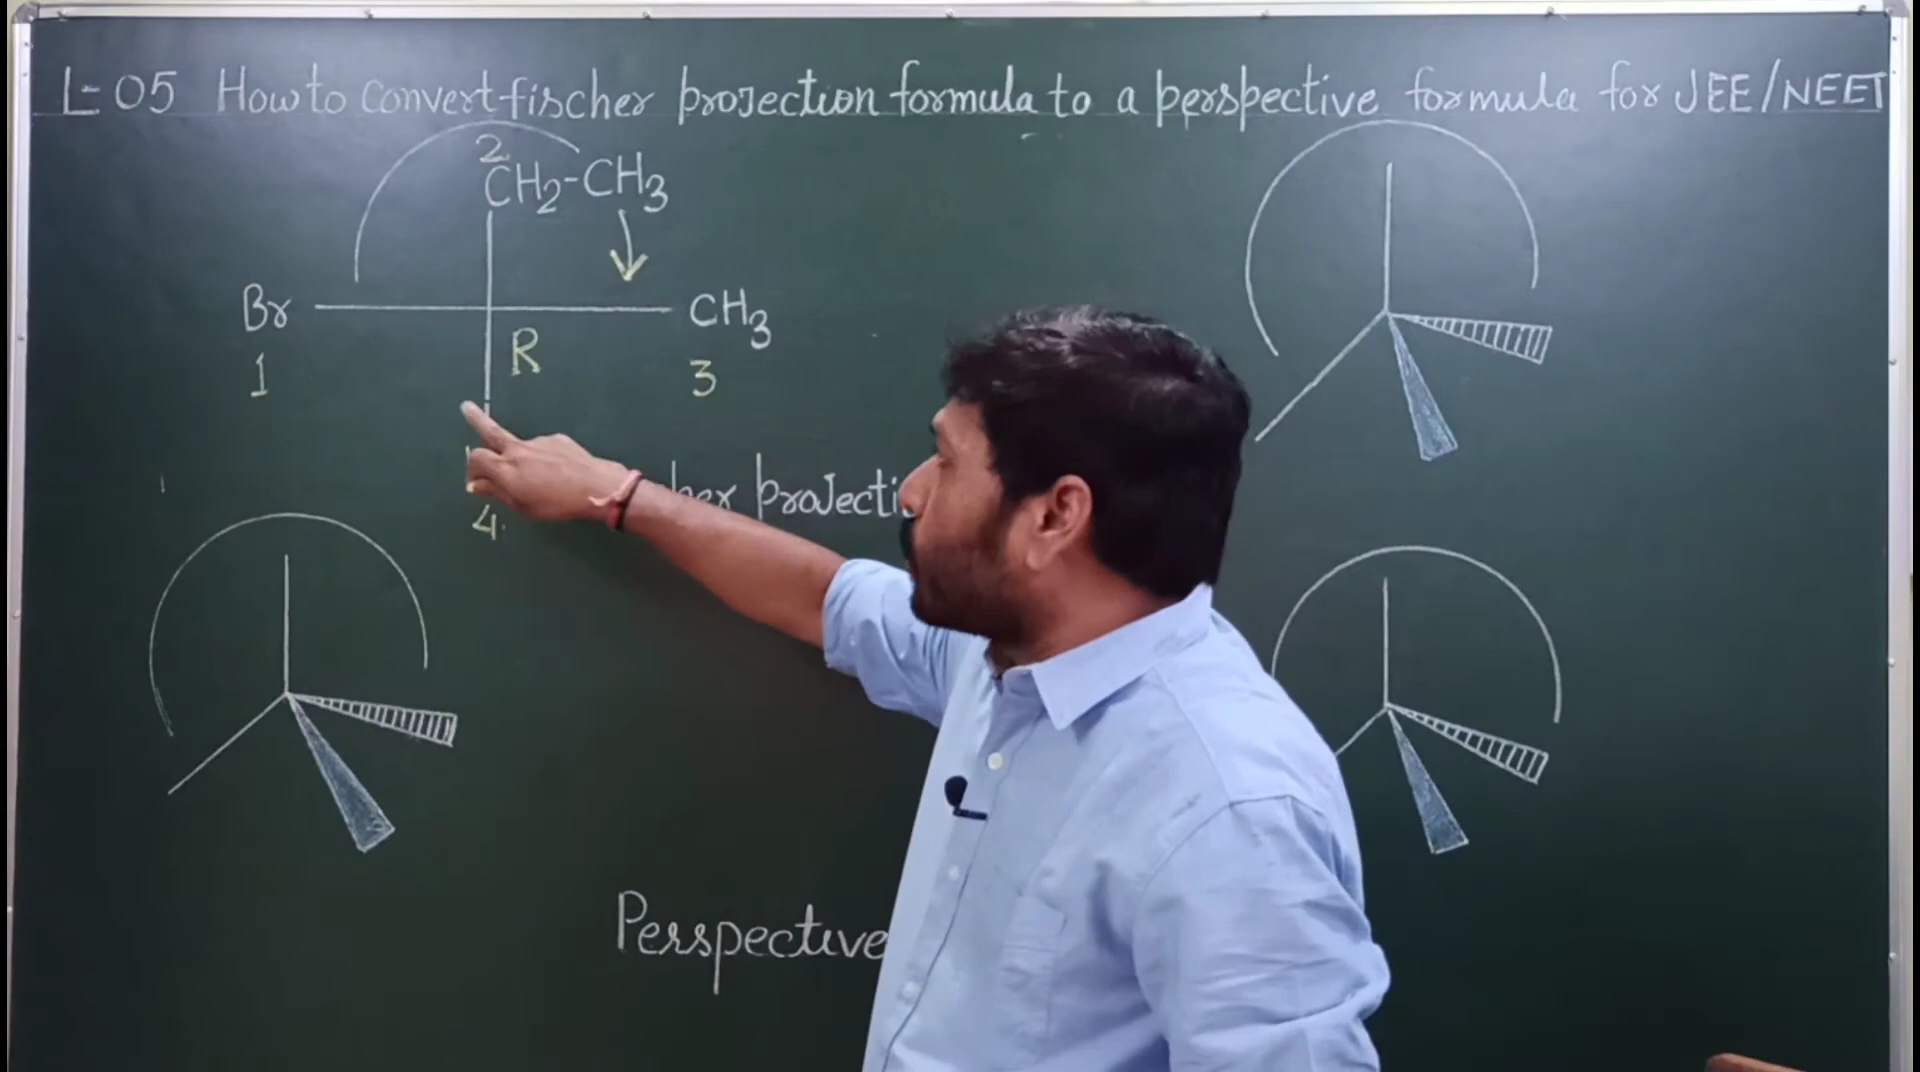 L-05 How to convert fischer projection formula to a perspective formula for JEE/NEET
2
CH2-CH3
Br CH3
R
1 3
4.
Perspective